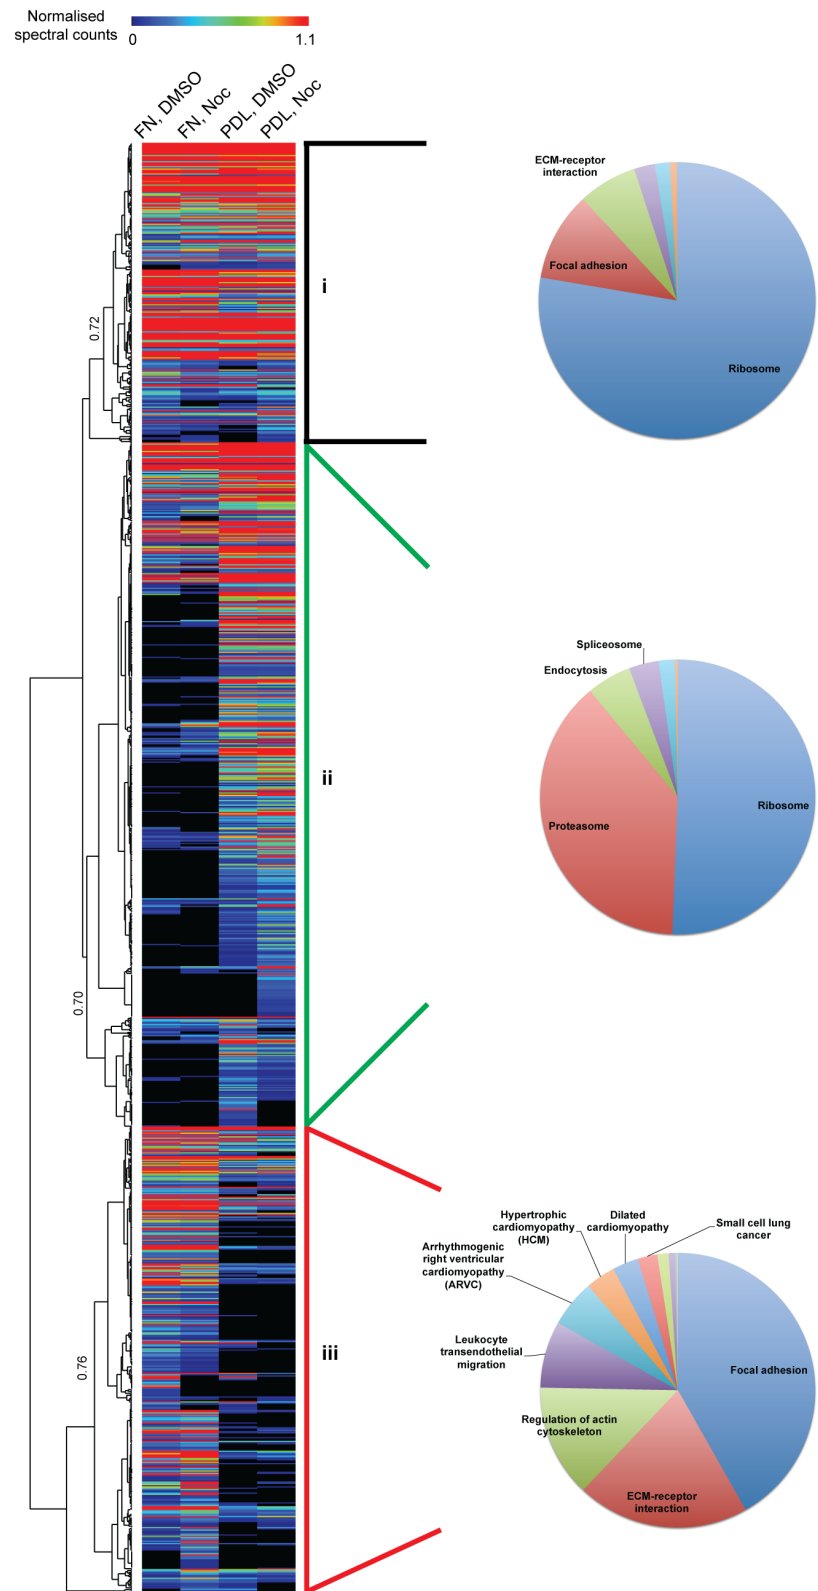 Normalised
spectral counts
0
1.1
FN, DMSO
FN, Noc
PDL, DMSO
PDL, Noc
0.72
i
ECM-receptor
interaction
Focal adhesion
Ribosome
0.70
ii
Spliceosome
Endocytosis
Proteasome
Ribosome
0.76
iii
Hypertrophic
cardiomyopathy
(HCM)
Dilated
cardiomyopathy
Small cell lung
cancer
Arrhythmogenic
right ventricular
cardiomyopathy
(ARVC)
Leukocyte
transendothelial
migration
Focal adhesion
Regulation of actin
cytoskeleton
ECM-receptor
interaction